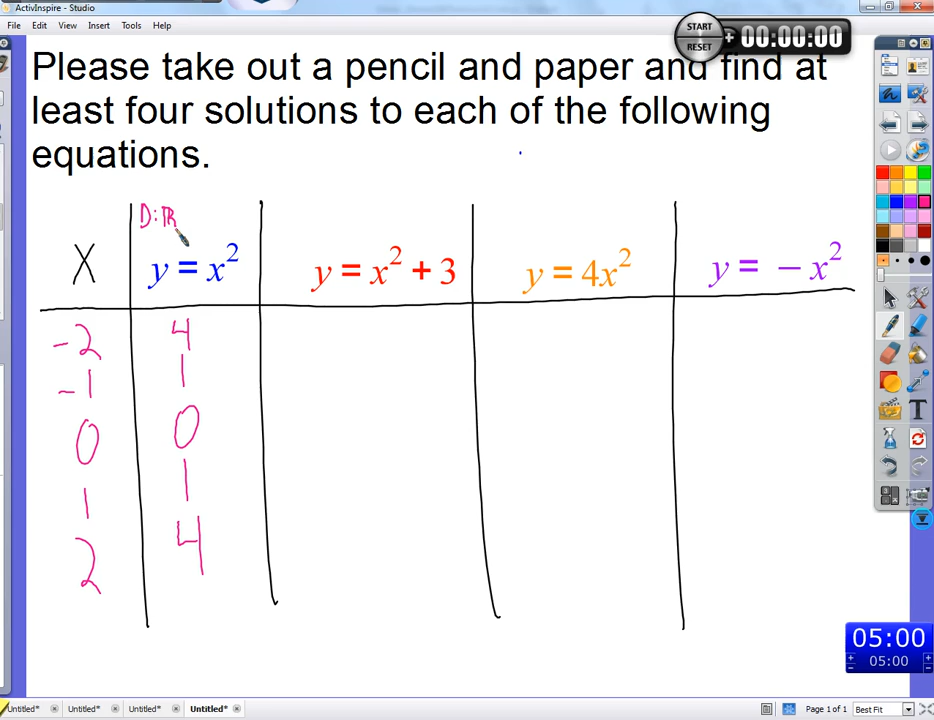 ActivInspire - Studio
File Edit View Insert Tools Help
START
RESET
00:00:00
Please take out a pencil and paper and find at
least four solutions to each of the following
equations.
D:ℝ
X y = x² y = x² + 3 y = 4x² y = −x²
-2 4
-1 1
0 0
1 1
2 4
T
05:00
05:00
Untitled* Untitled* Untitled* Untitled* Page 1 of 1 Best Fit